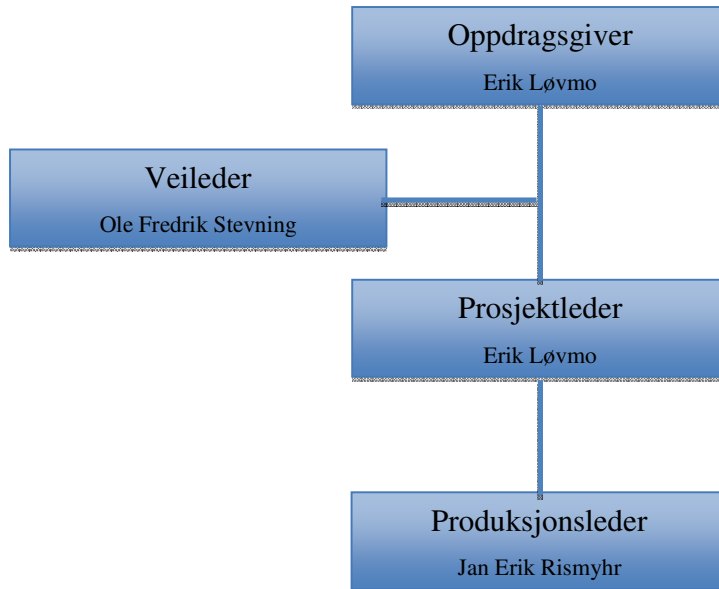 Oppdragsgiver
Erik Løvmo
Veileder
Ole Fredrik Stevning
Prosjektleder
Erik Løvmo
Produksjonsleder
Jan Erik Rismyhr